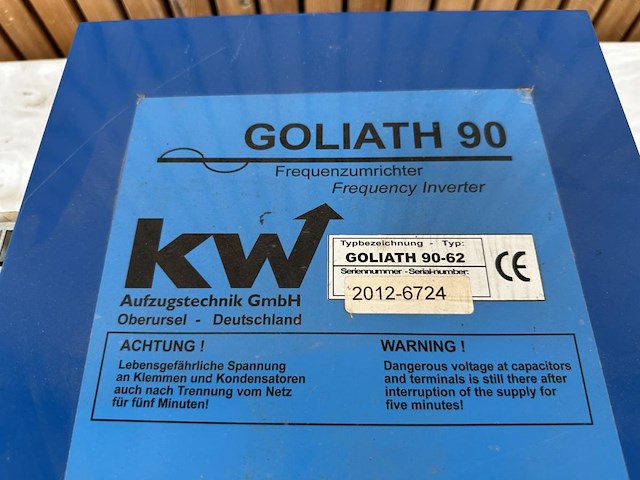 GOLIATH 90
Frequenzumrichter
Frequency Inverter
kw
Aufzugstechnik GmbH
Oberursel - Deutschland
Typbezeichnung - Typ:
GOLIATH 90-62
Seriennummer - Serial-number:
2012-6724
CE
ACHTUNG !
Lebensgefährliche Spannung
an Klemmen und Kondensatoren
auch nach Trennung vom Netz
für fünf Minuten!
WARNING !
Dangerous voltage at capacitors
and terminals is still there after
interruption of the supply for
five minutes!